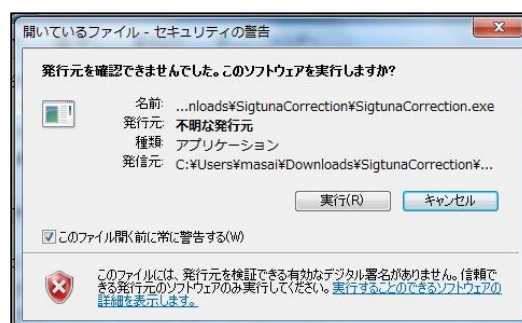 開いているファイル - セキュリティの警告
発行元を確認できませんでした。このソフトウェアを実行しますか?
名前: ...nloads¥SigtunaCorrection¥SigtunaCorrection.exe
発行元: 不明な発行元
種類: アプリケーション
発信元: C:¥Users¥masai¥Downloads¥SigtunaCorrection¥...
実行(R) キャンセル
このファイル開く前に常に警告する(W)
このファイルには、発行元を検証できる有効なデジタル署名がありません。信頼で
きる発行元のソフトウェアのみ実行してください。実行することのできるソフトウェアの
詳細を表示します。